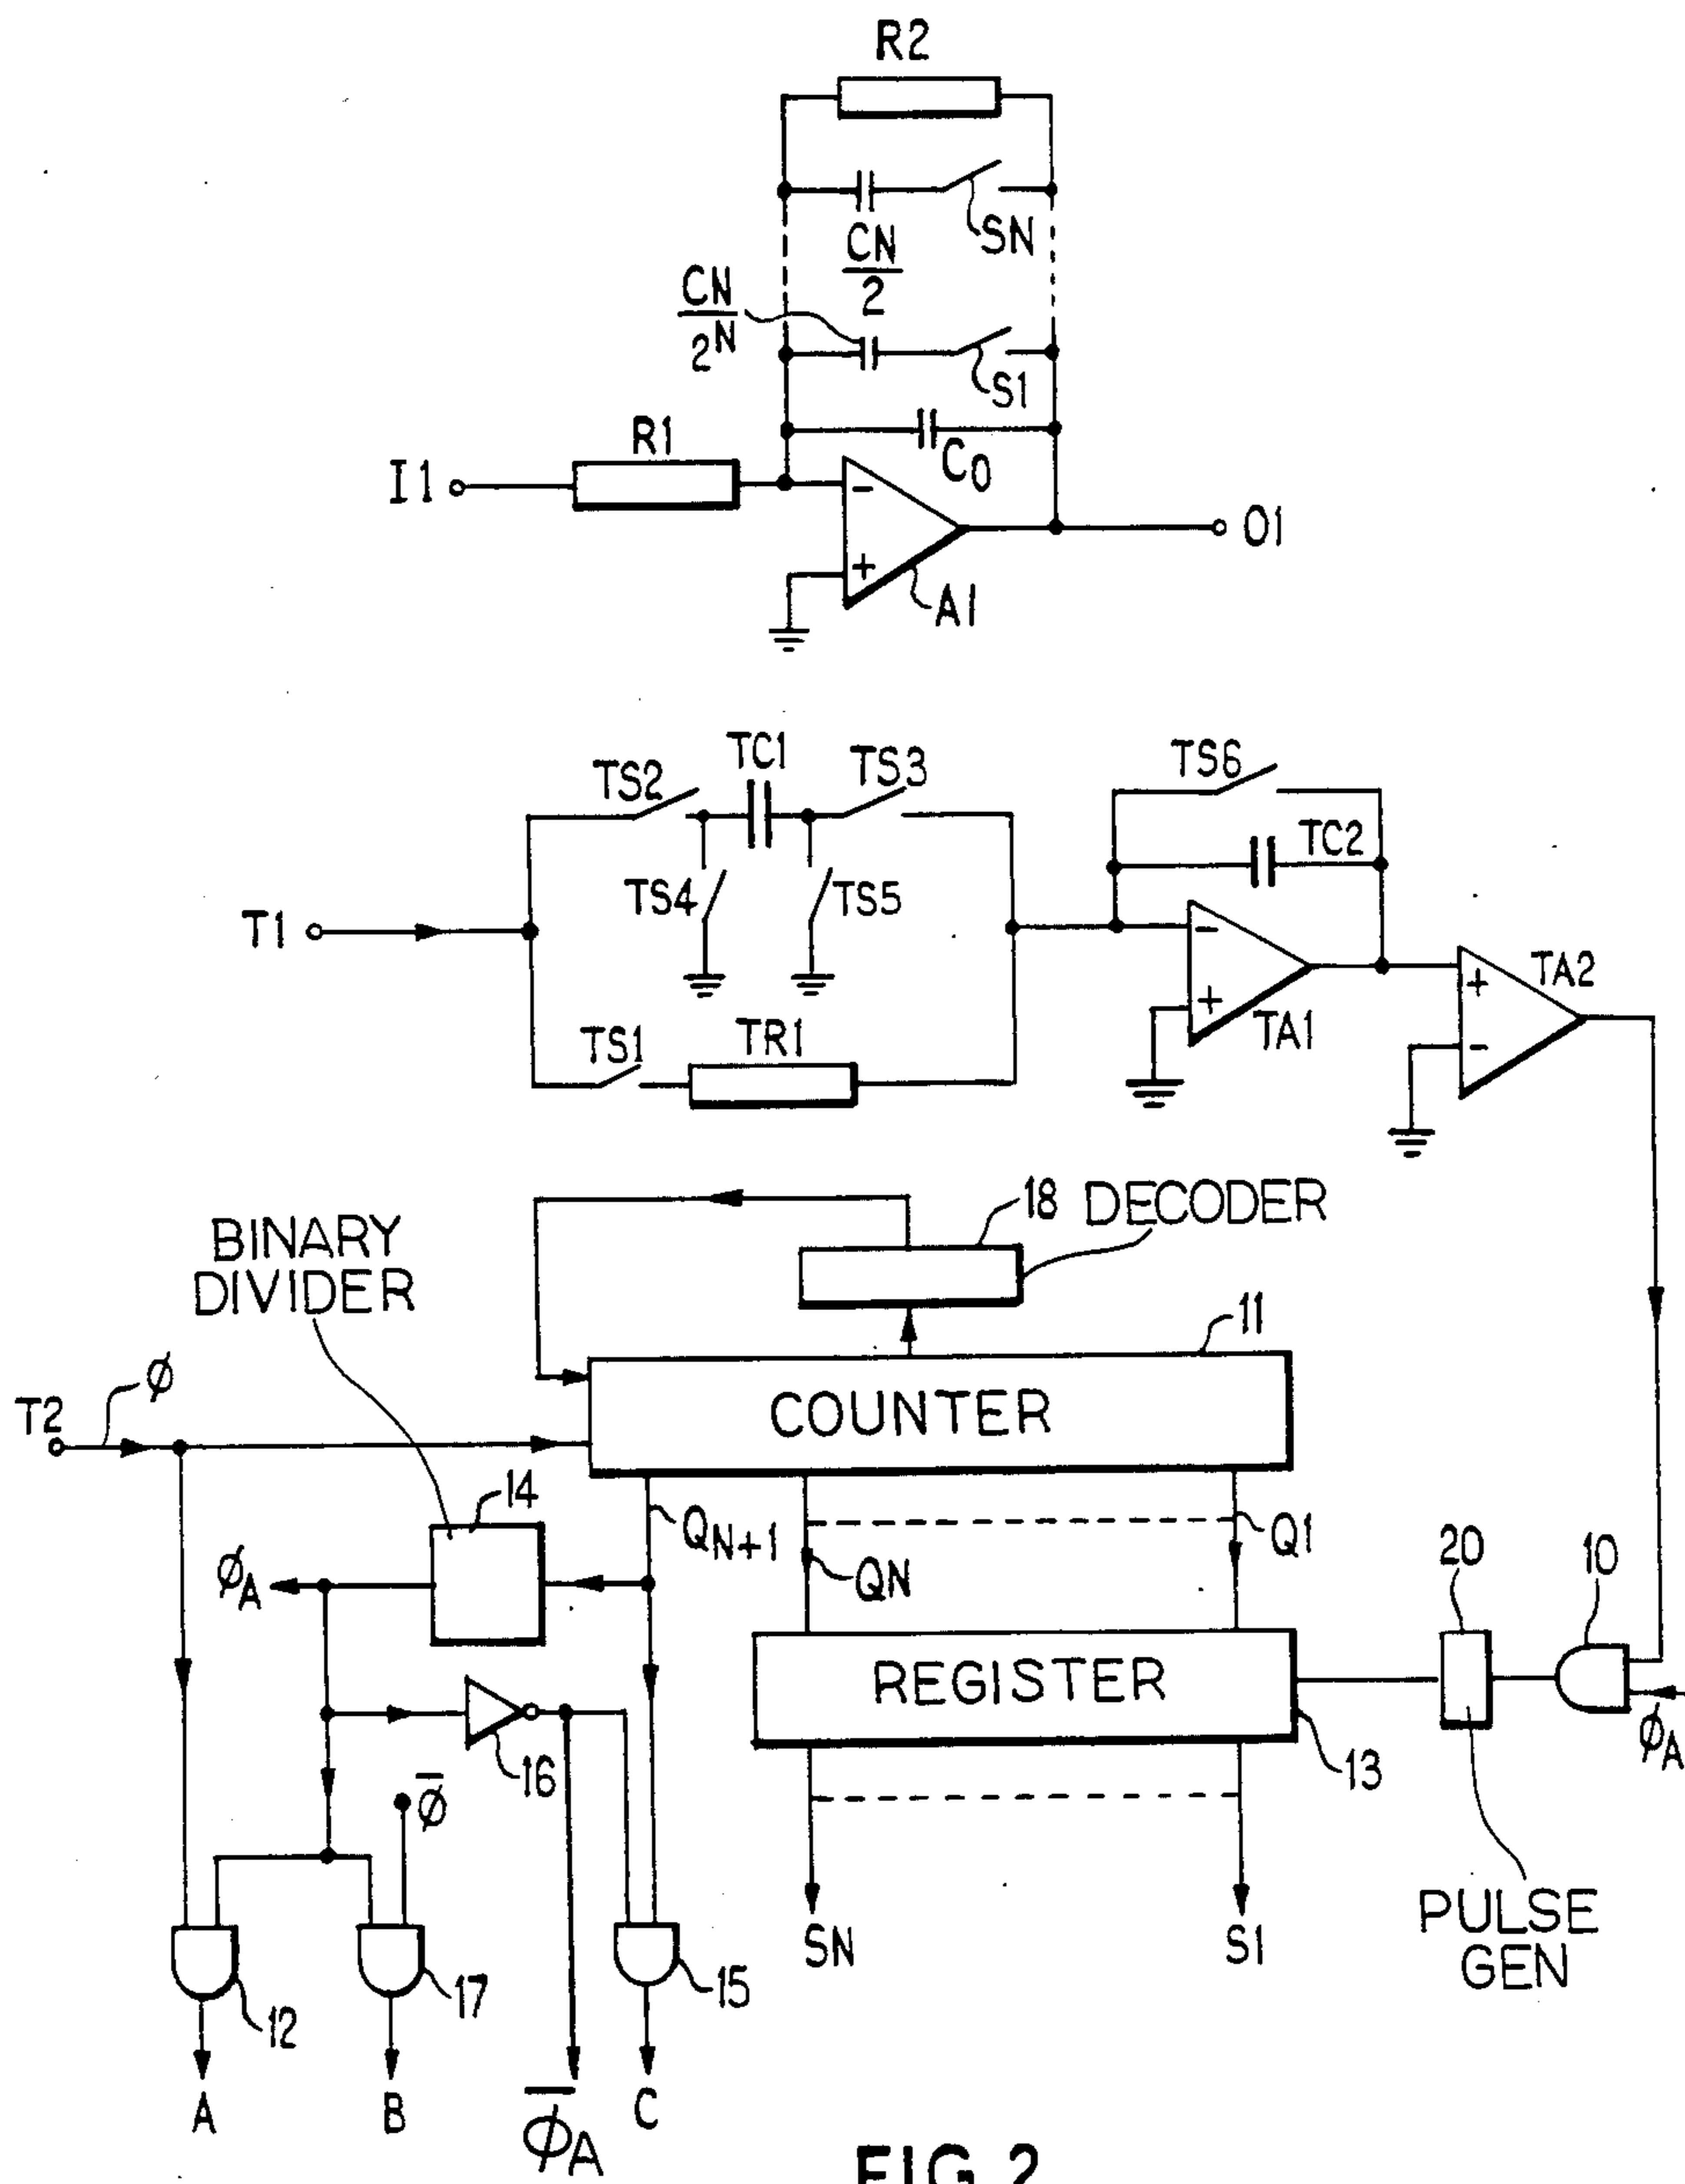 R2
SN
CN
2
CN
2N
S1
R1
C0
I1
-
+
O1
A1
TC1
TS2
TS3
TS6
TC2
TS4
TS5
T1
-
+
TA1
TA2
+
-
TS1
TR1
18 DECODER
BINARY
DIVIDER
11
ø
T2
COUNTER
14
QN+1
Q1
QN
øA
20
10
REGISTER
16
13
øA
ø̅
SN
S1
PULSE
GEN
12
17
15
A
B
ϕ̅A
C
FIG.2